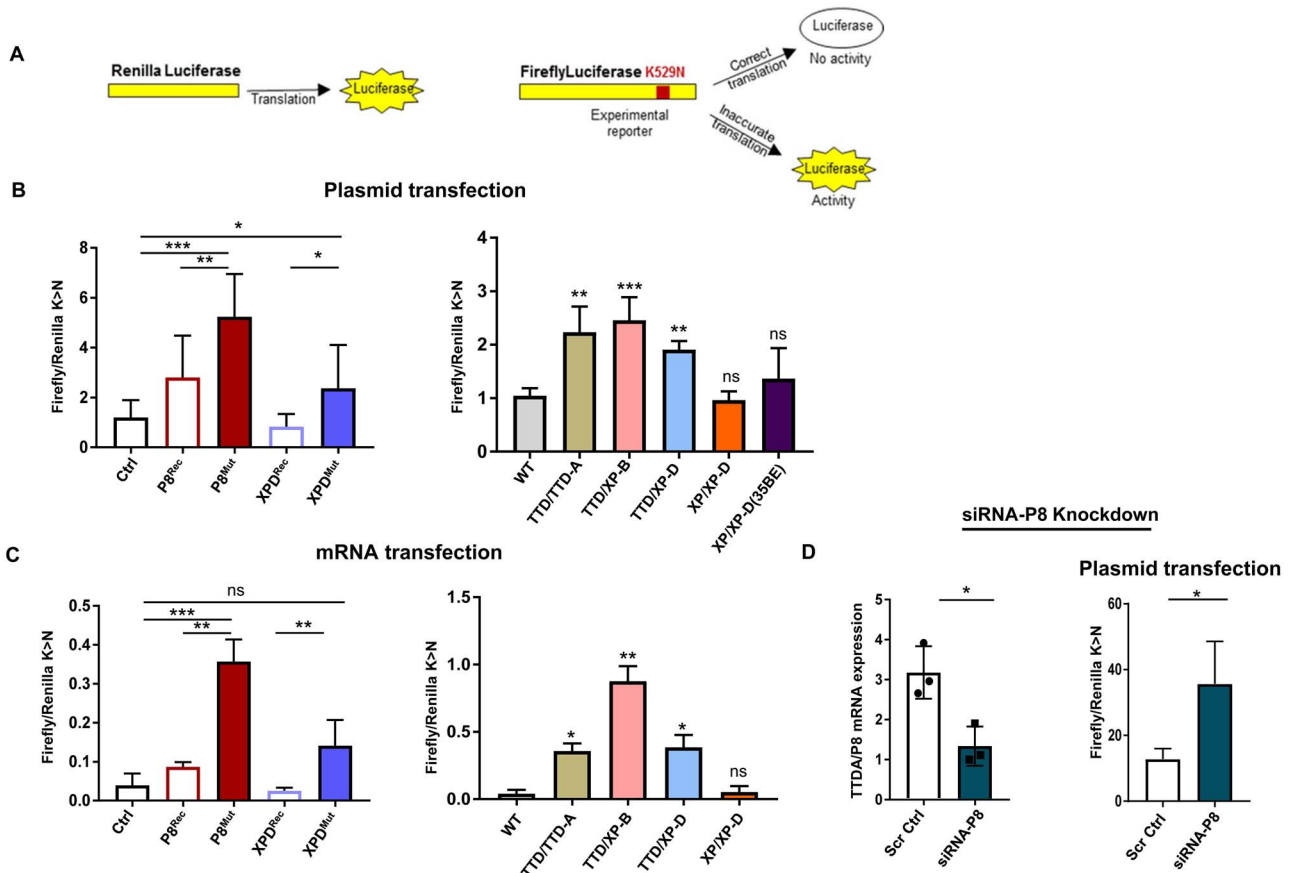 A
Renilla Luciferase
Translation
Luciferase
FireflyLuciferase K529N
Experimental
reporter
Correct
translation
Luciferase
No activity
Inaccurate
translation
Luciferase
Activity
B
Plasmid transfection
Firefly/Renilla K>N
8
6
4
2
0
*
***
**
*
Ctrl
P8Rec
P8Mut
XPDRec
XPDMut
Firefly/Renilla K>N
4
3
2
1
0
**
***
**
ns
ns
WT
TTD/TTD-A
TTD/XP-B
TTD/XP-D
XP/XP-D
XP/XP-D(35BE)
C
mRNA transfection
Firefly/Renilla K>N
0.5
0.4
0.3
0.2
0.1
0.0
ns
***
**
**
Ctrl
P8Rec
P8Mut
XPDRec
XPDMut
Firefly/Renilla K>N
1.5
1.0
0.5
0.0
*
**
*
ns
WT
TTD/TTD-A
TTD/XP-B
TTD/XP-D
XP/XP-D
siRNA-P8 Knockdown
D
TTDA/P8 mRNA expression
5
4
3
2
1
0
*
Scr Ctrl
siRNA-P8
Plasmid transfection
Firefly/Renilla K>N
60
40
20
0
*
Scr Ctrl
siRNA-P8